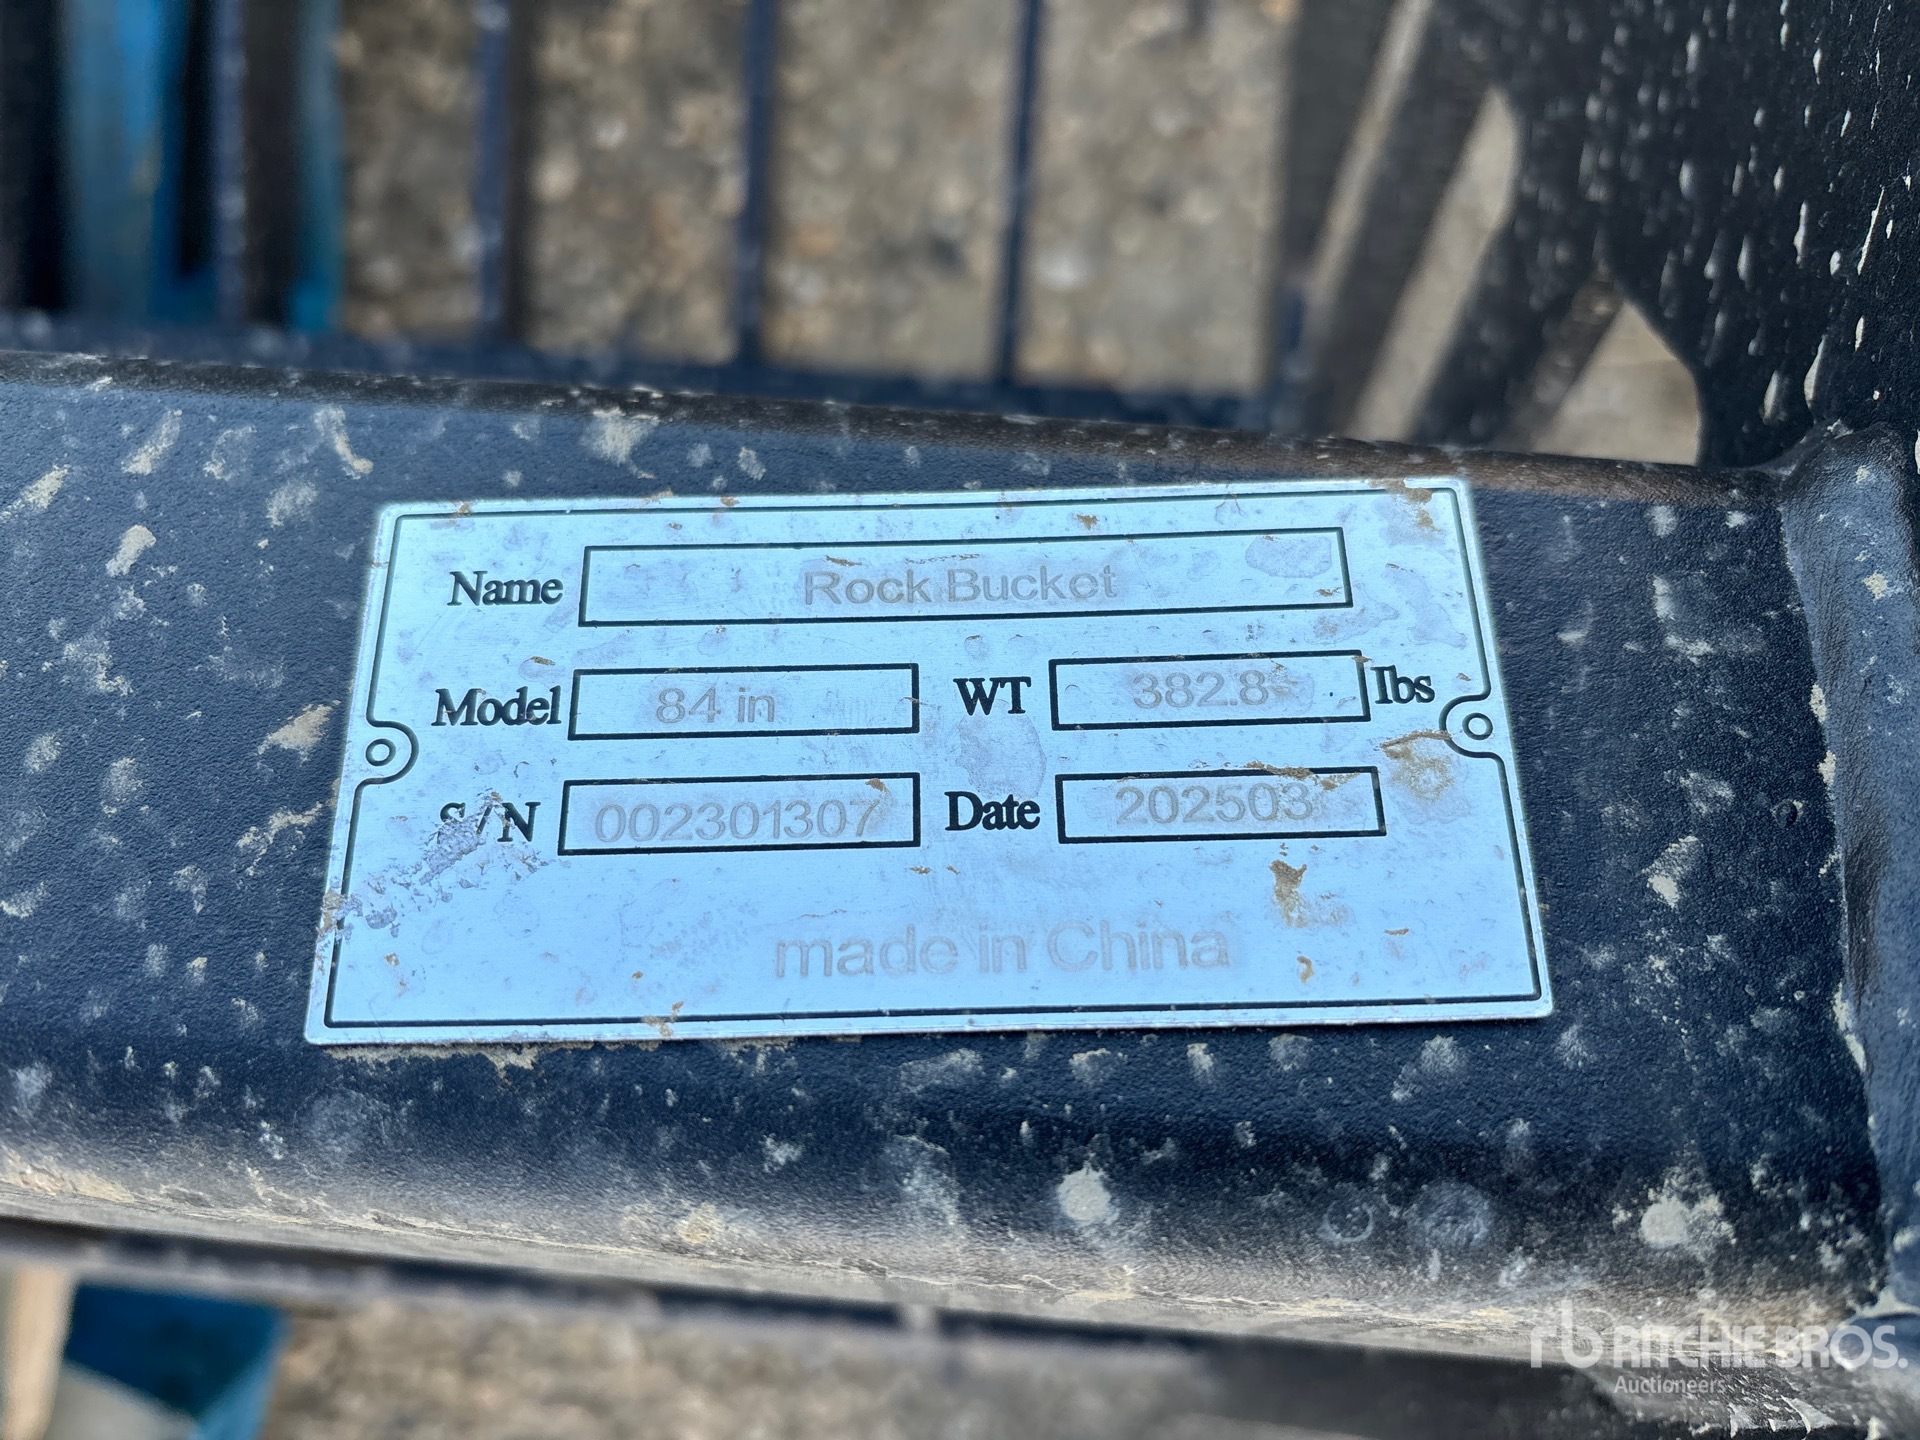 Name Rock Bucket
Model 84 in WT 382.8 lbs
S/N 002301307 Date 202503
made in China
rb RITCHIE BROS.
Auctioneers